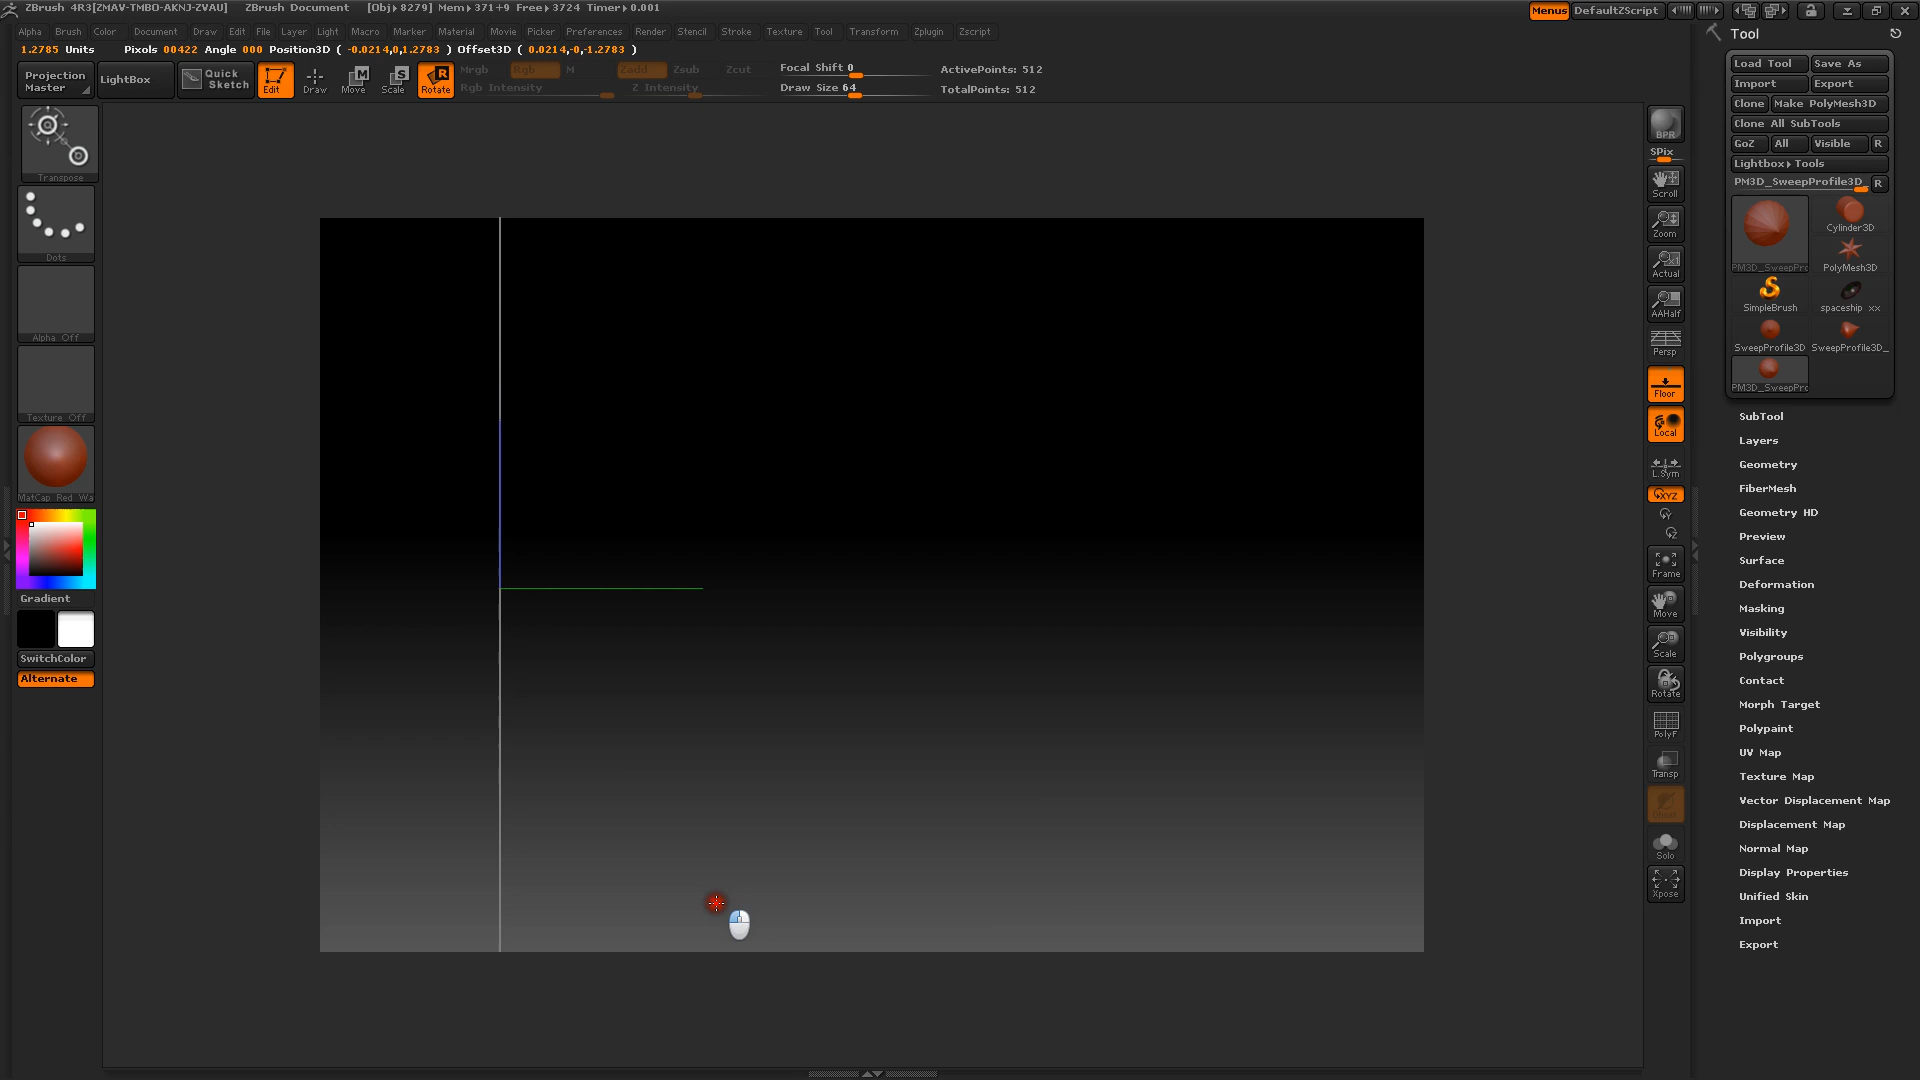 ZBrush 4R3[ZMAV-TMBO-AKNJ-ZVAU] ZBrush Document [Obj▸8279] Mem▸371+9 Free▸3724 Timer▸0.001 Menus DefaultZScript
Alpha Brush Color Document Draw Edit File Layer Light Macro Marker Material Movie Picker Preferences Render Stencil Stroke Texture Tool Transform Zplugin Zscript
1.2785 Units Pixols 00422 Angle 000 Position3D ( -0.0214,0,1.2783 ) Offset3D ( 0.0214,-0,-1.2783 )
Projection Master
LightBox
Quick Sketch
Edit
Draw
Move
Scale
Rotate
Mrgb Rgb M Zadd Zsub Zcut
Rgb Intensity Z Intensity
Focal Shift 0
Draw Size 64
ActivePoints: 512
TotalPoints: 512
Transpose
Dots
Alpha Off
Texture Off
MatCap Red Wa
Gradient
SwitchColor
Alternate
BPR
SPix
Scroll
Zoom
Actual
AAHalf
Persp
Floor
Local
L.Sym
XYZ
Y
Z
Frame
Move
Scale
Rotate
PolyF
Transp
Solo
Xpose
Tool
Load Tool Save As
Import Export
Clone Make PolyMesh3D
Clone All SubTools
GoZ All Visible R
Lightbox▸Tools
PM3D_SweepProfile3D_ R
PM3D_SweepPro
Cylinder3D
PolyMesh3D
SimpleBrush
spaceship xx
SweepProfile3D
SweepProfile3D_
PM3D_SweepPro
SubTool
Layers
Geometry
FiberMesh
Geometry HD
Preview
Surface
Deformation
Masking
Visibility
Polygroups
Contact
Morph Target
Polypaint
UV Map
Texture Map
Vector Displacement Map
Displacement Map
Normal Map
Display Properties
Unified Skin
Import
Export